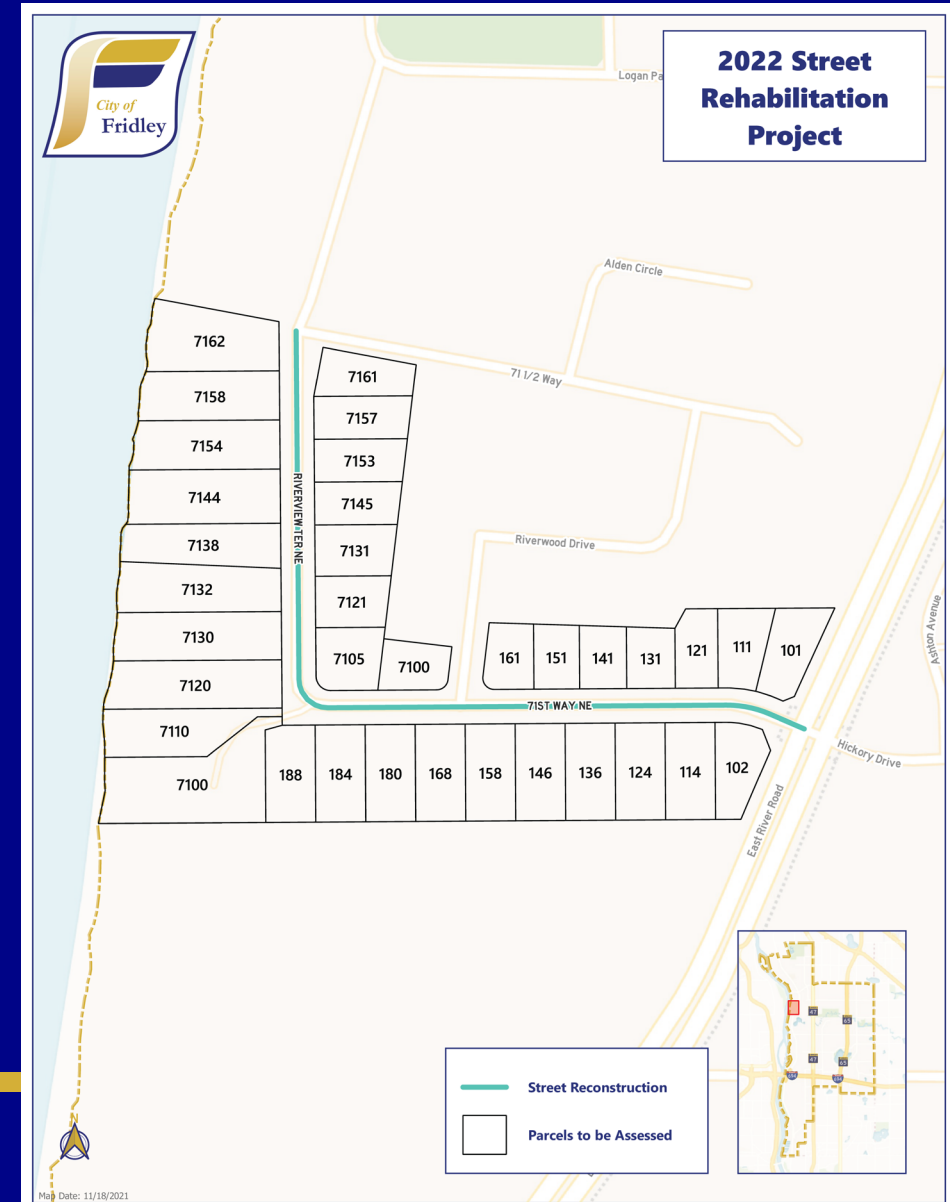 City of
Fridley
2022 Street
Rehabilitation
Project
Logan Pa
Alden Circle
71 1/2 Way
Riverwood Drive
RIVERVIEW TER NE
71ST WAY NE
Hickory Drive
East River Road
Ashton Avenue
7162
7158
7154
7144
7138
7132
7130
7120
7110
7100
7161
7157
7153
7145
7131
7121
7105
7100
161
151
141
131
121
111
101
188
184
180
168
158
146
136
124
114
102
47
65
47
65
Street Reconstruction
Parcels to be Assessed
N
Map Date: 11/18/2021